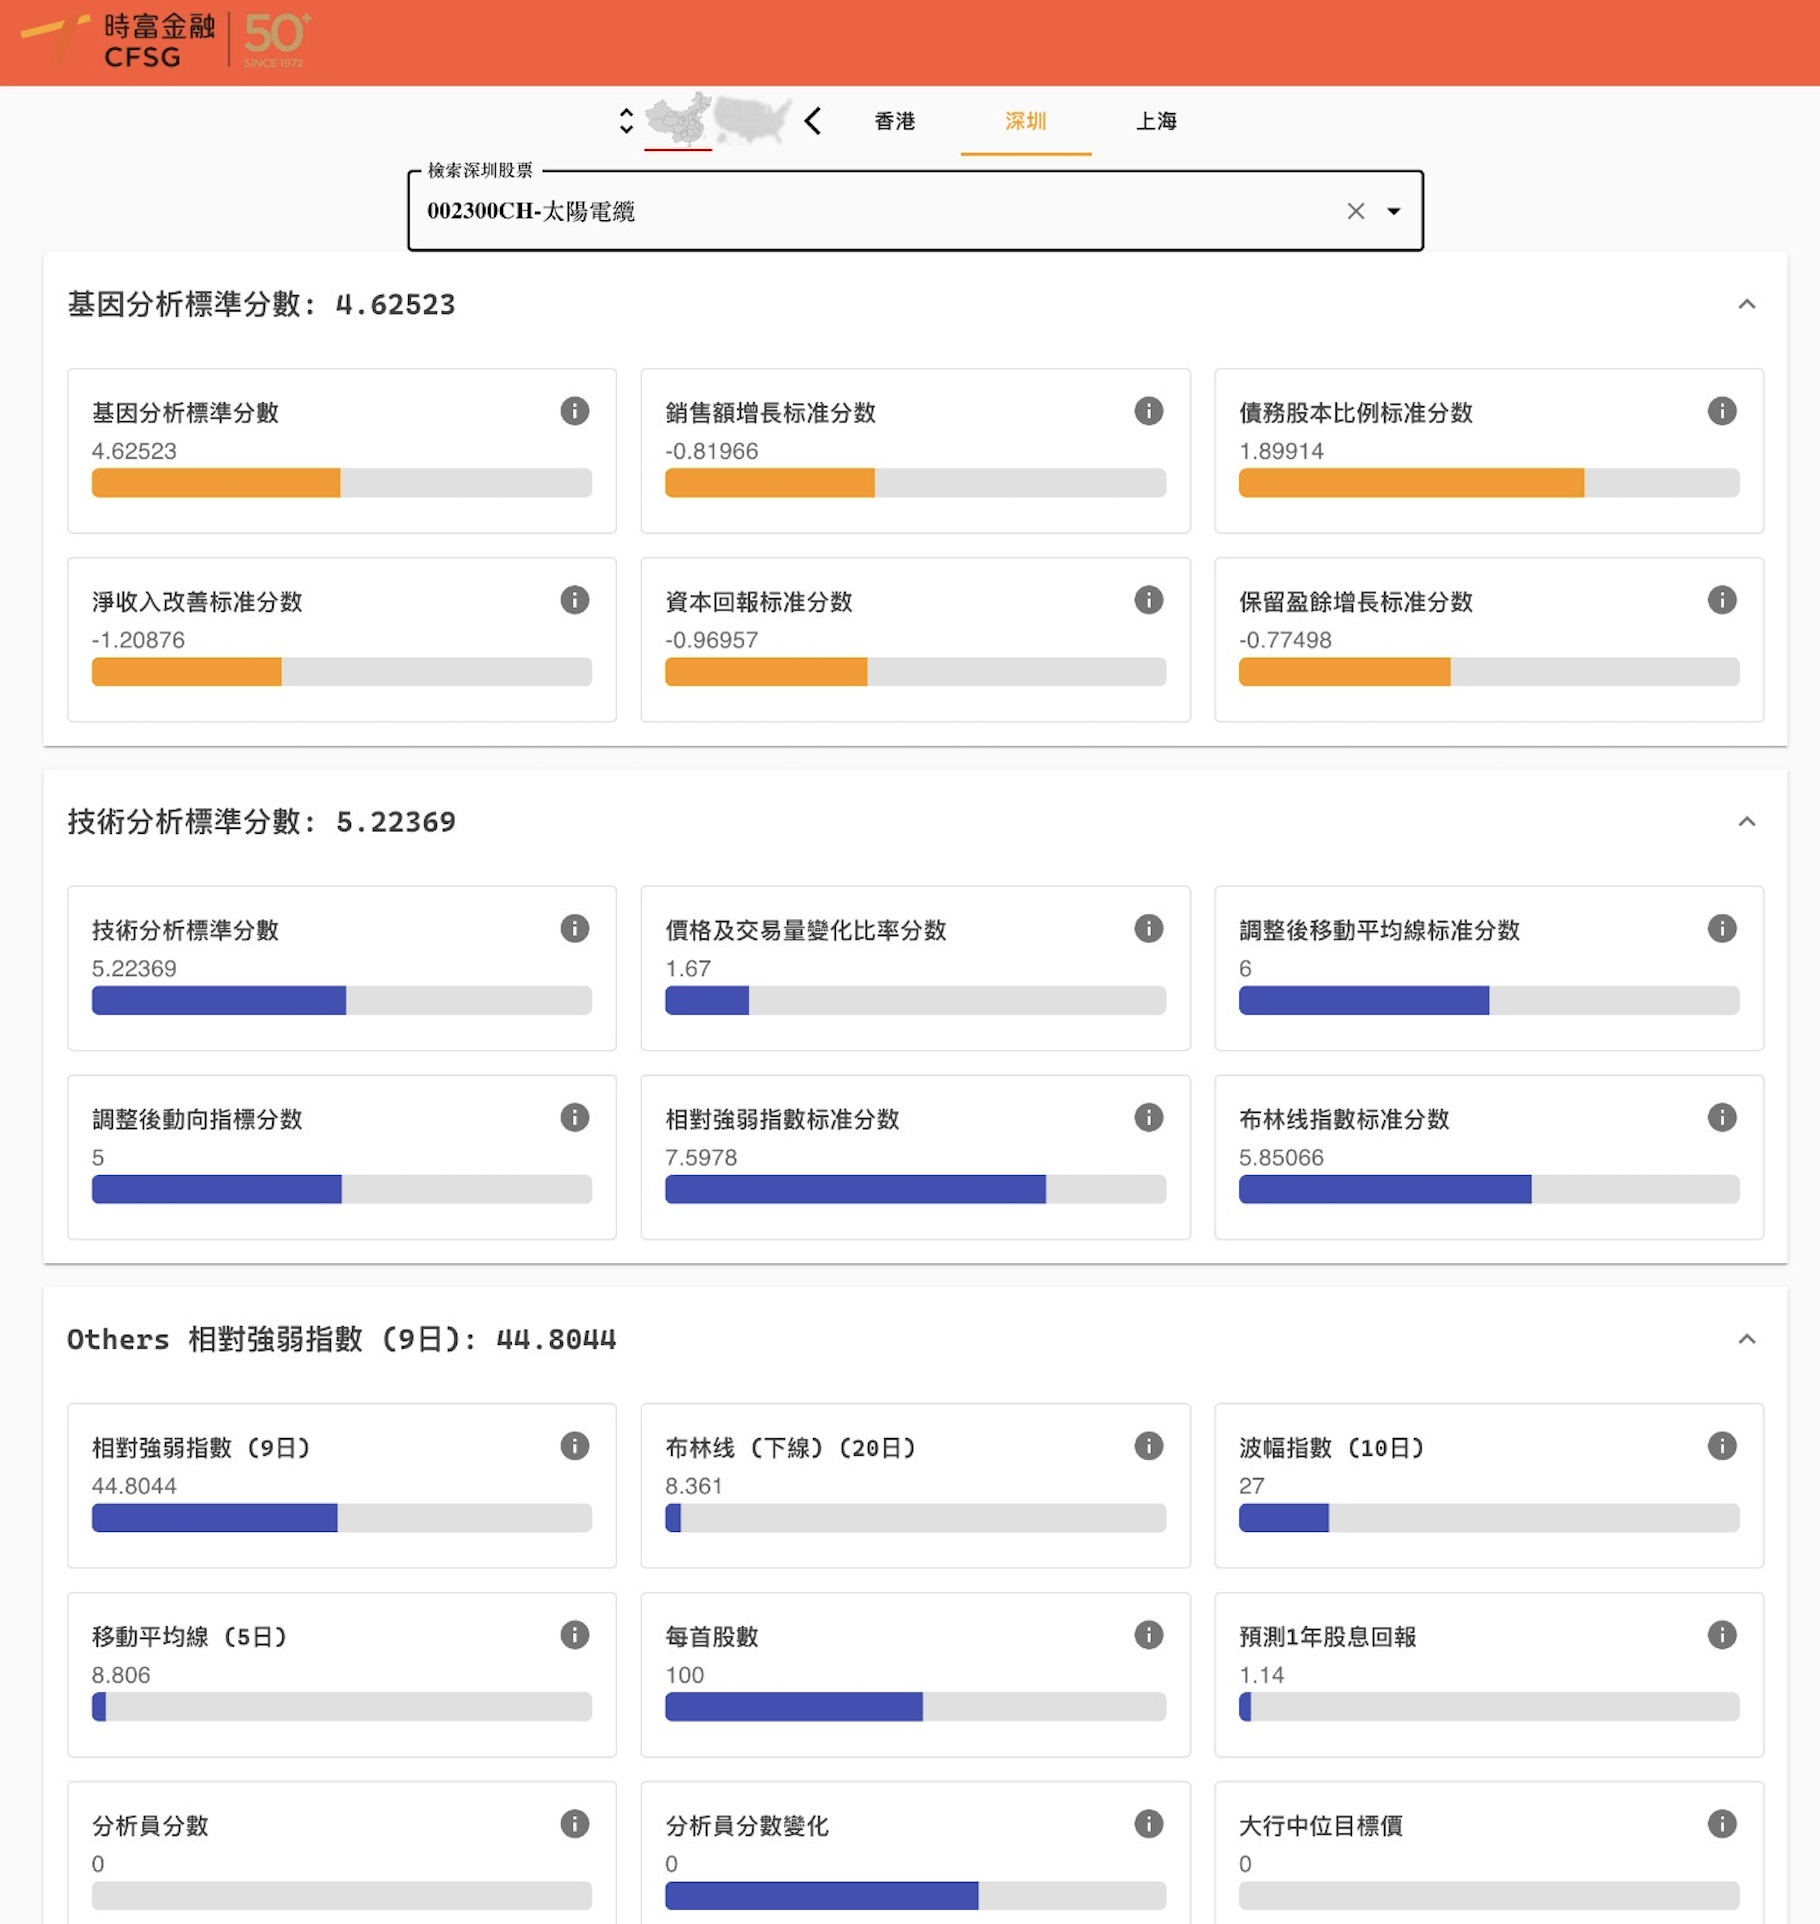 時富金融
CFSG
50+
SINCE 1972
香港
深圳
上海
檢索深圳股票
002300CH-太陽電纜
基因分析標準分數: 4.62523
基因分析標準分數
4.62523
銷售額增長标准分数
-0.81966
債務股本比例标准分数
1.89914
淨收入改善标准分数
-1.20876
資本回報标准分数
-0.96957
保留盈餘增長标准分数
-0.77498
技術分析標準分數: 5.22369
技術分析標準分數
5.22369
價格及交易量變化比率分数
1.67
調整後移動平均線标准分数
6
調整後動向指標分数
5
相對強弱指數标准分数
7.5978
布林线指數标准分数
5.85066
Others 相對強弱指數 (9日): 44.8044
相對強弱指數 (9日)
44.8044
布林线 (下線) (20日)
8.361
波幅指數 (10日)
27
移動平均線 (5日)
8.806
每首股數
100
預測1年股息回報
1.14
分析員分數
0
分析員分數變化
0
大行中位目標價
0